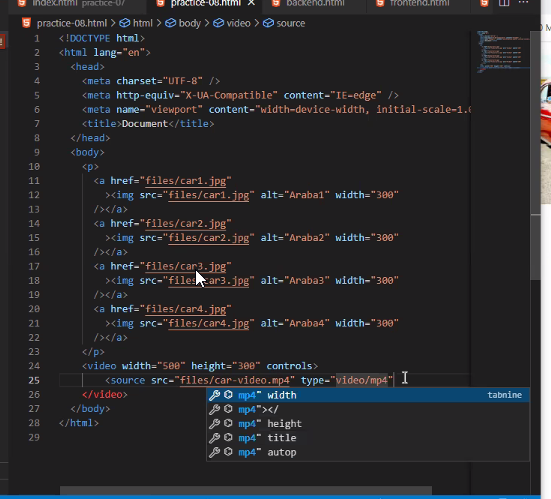 index.html practice-07 practice-08.html backend.html frontend.html
practice-08.html > html > body > video > source
1 <!DOCTYPE html>
2 <html lang="en">
3 <head>
4 <meta charset="UTF-8" />
5 <meta http-equiv="X-UA-Compatible" content="IE=edge" />
6 <meta name="viewport" content="width=device-width, initial-scale=1.0
7 <title>Document</title>
8 </head>
9 <body>
10 <p>
11 <a href="files/car1.jpg"
12 ><img src="files/car1.jpg" alt="Araba1" width="300"
13 /></a>
14 <a href="files/car2.jpg"
15 ><img src="files/car2.jpg" alt="Araba2" width="300"
16 /></a>
17 <a href="files/car3.jpg"
18 ><img src="files/car3.jpg" alt="Araba3" width="300"
19 /></a>
20 <a href="files/car4.jpg"
21 ><img src="files/car4.jpg" alt="Araba4" width="300"
22 /></a>
23 </p>
24 <video width="500" height="300" controls>
25 <source src="files/car-video.mp4" type="video/mp4"
26 </video>
mp4" width tabnine
27 </body>
mp4"></
28 </html>
mp4" height
29
mp4" title
mp4" autop